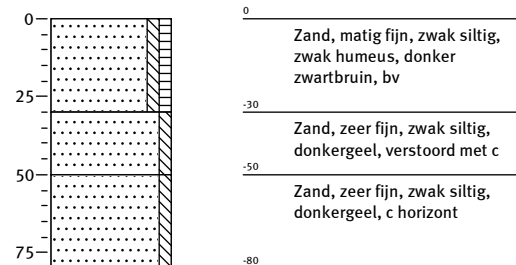 0
25
50
75
0
Zand, matig fijn, zwak siltig,
zwak humeus, donker
zwartbruin, bv
-30
Zand, zeer fijn, zwak siltig,
donkergeel, verstoord met c
-50
Zand, zeer fijn, zwak siltig,
donkergeel, c horizont
-80